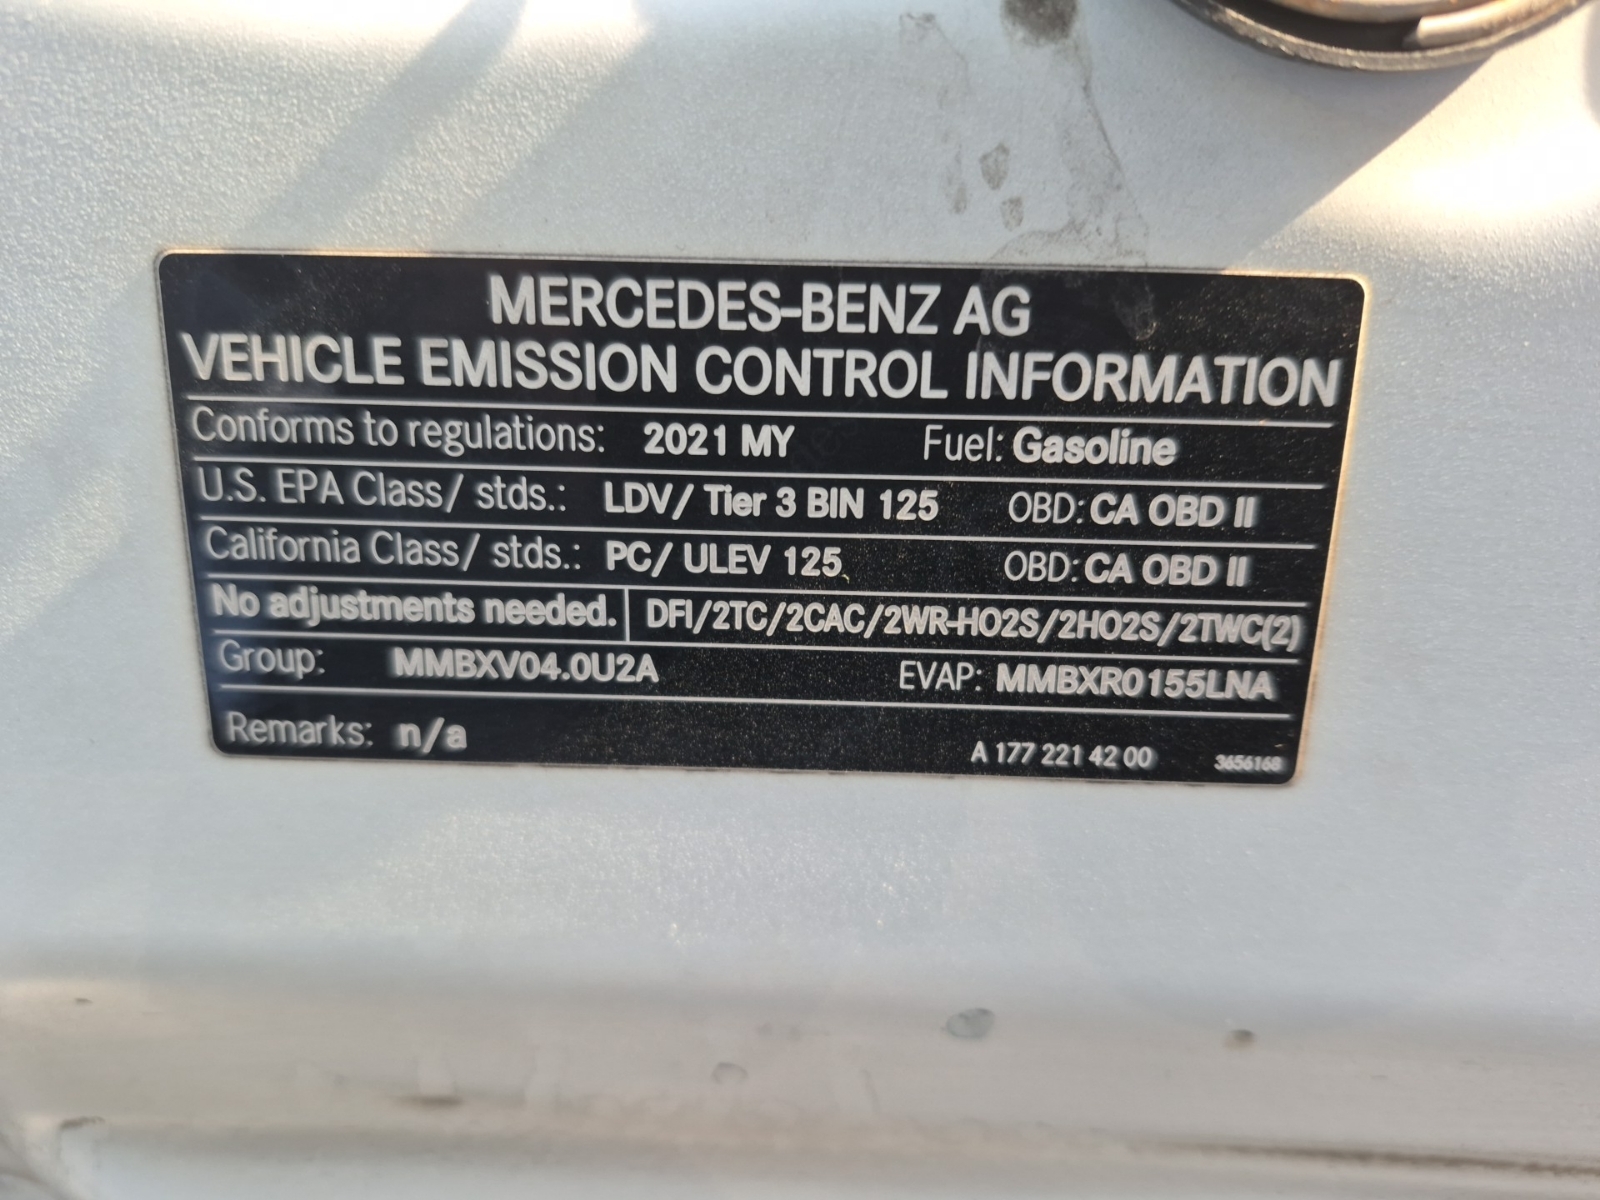 MERCEDES-BENZ AG
VEHICLE EMISSION CONTROL INFORMATION
Conforms to regulations: 2021 MY Fuel: Gasoline
U.S. EPA Class/ stds.: LDV/ Tier 3 BIN 125 OBD: CA OBD II
California Class/ stds.: PC/ ULEV 125 OBD: CA OBD II
No adjustments needed. DFI/2TC/2CAC/2WR-HO2S/2HO2S/2TWC(2)
Group: MMBXV04.0U2A EVAP: MMBXR0155LNA
Remarks: n/a
A 177 221 42 00 3656168